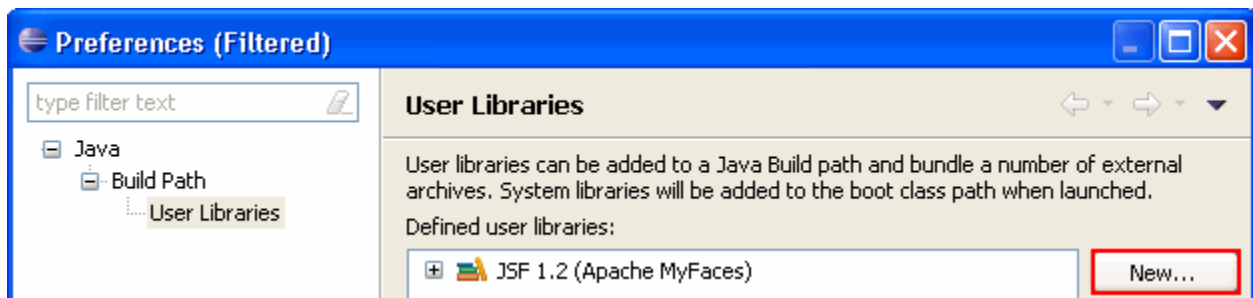 Preferences (Filtered)
type filter text
Java
Build Path
User Libraries
User Libraries
User libraries can be added to a Java Build path and bundle a number of external
archives. System libraries will be added to the boot class path when launched.
Defined user libraries:
JSF 1.2 (Apache MyFaces)
New...